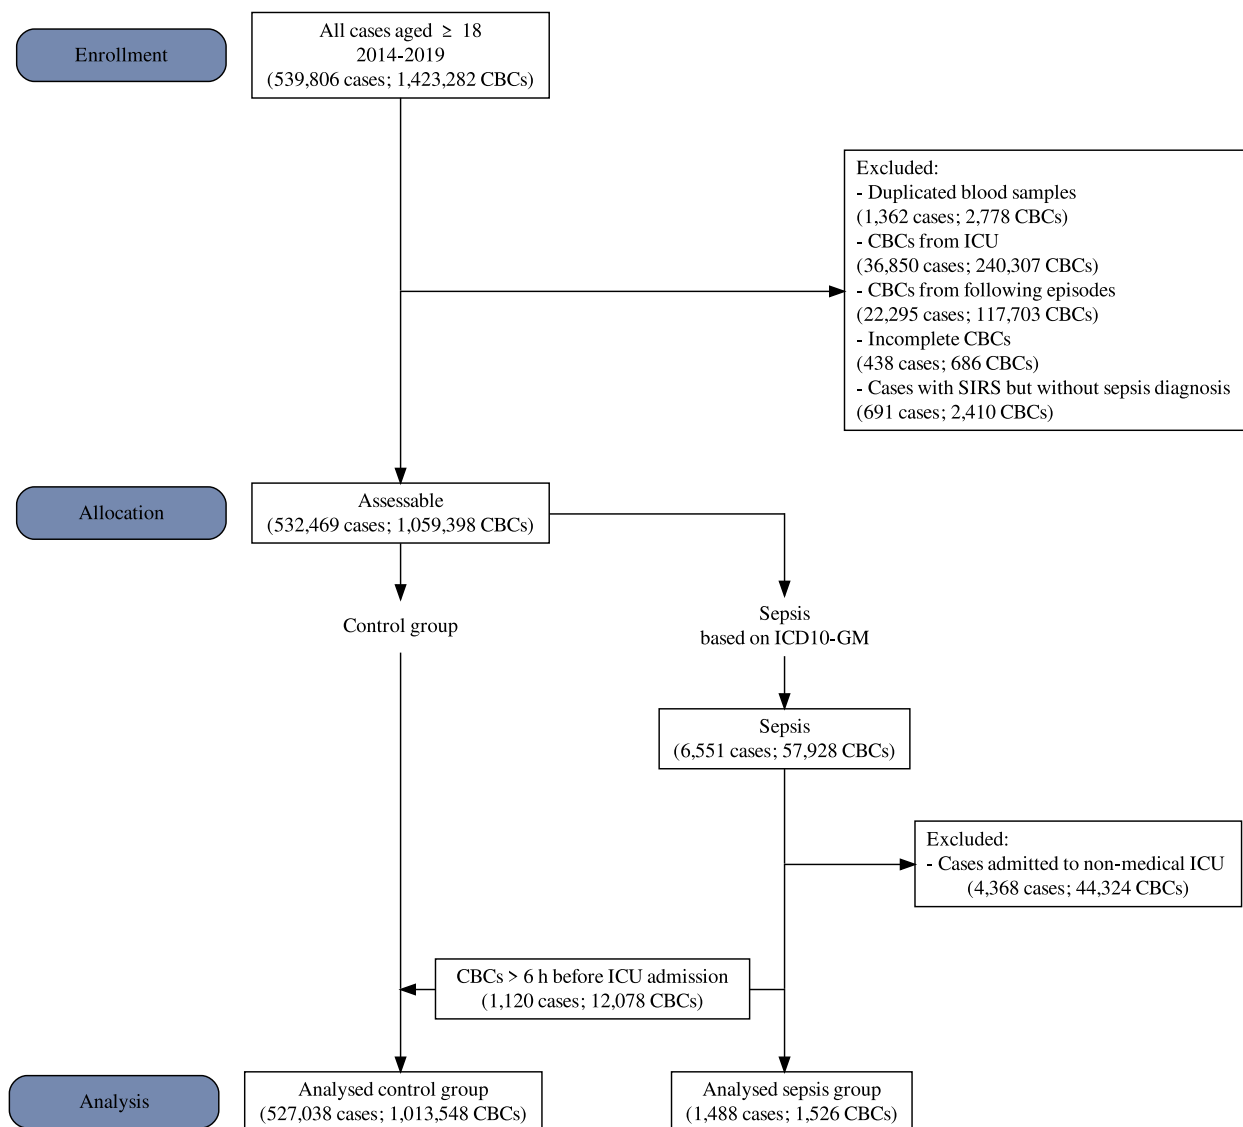 Enrollment
All cases aged ≥ 18
2014-2019
(539,806 cases; 1,423,282 CBCs)
Excluded:
- Duplicated blood samples
(1,362 cases; 2,778 CBCs)
- CBCs from ICU
(36,850 cases; 240,307 CBCs)
- CBCs from following episodes
(22,295 cases; 117,703 CBCs)
- Incomplete CBCs
(438 cases; 686 CBCs)
- Cases with SIRS but without sepsis diagnosis
(691 cases; 2,410 CBCs)
Allocation
Assessable
(532,469 cases; 1,059,398 CBCs)
Control group
Sepsis
based on ICD10-GM
Sepsis
(6,551 cases; 57,928 CBCs)
Excluded:
- Cases admitted to non-medical ICU
(4,368 cases; 44,324 CBCs)
CBCs > 6 h before ICU admission
(1,120 cases; 12,078 CBCs)
Analysis
Analysed control group
(527,038 cases; 1,013,548 CBCs)
Analysed sepsis group
(1,488 cases; 1,526 CBCs)